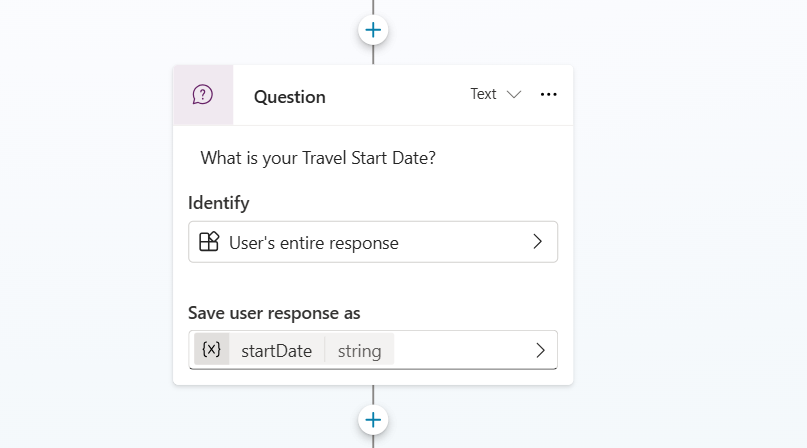 Question
Text
What is your Travel Start Date?
Identify
User's entire response
Save user response as
{x} startDate string